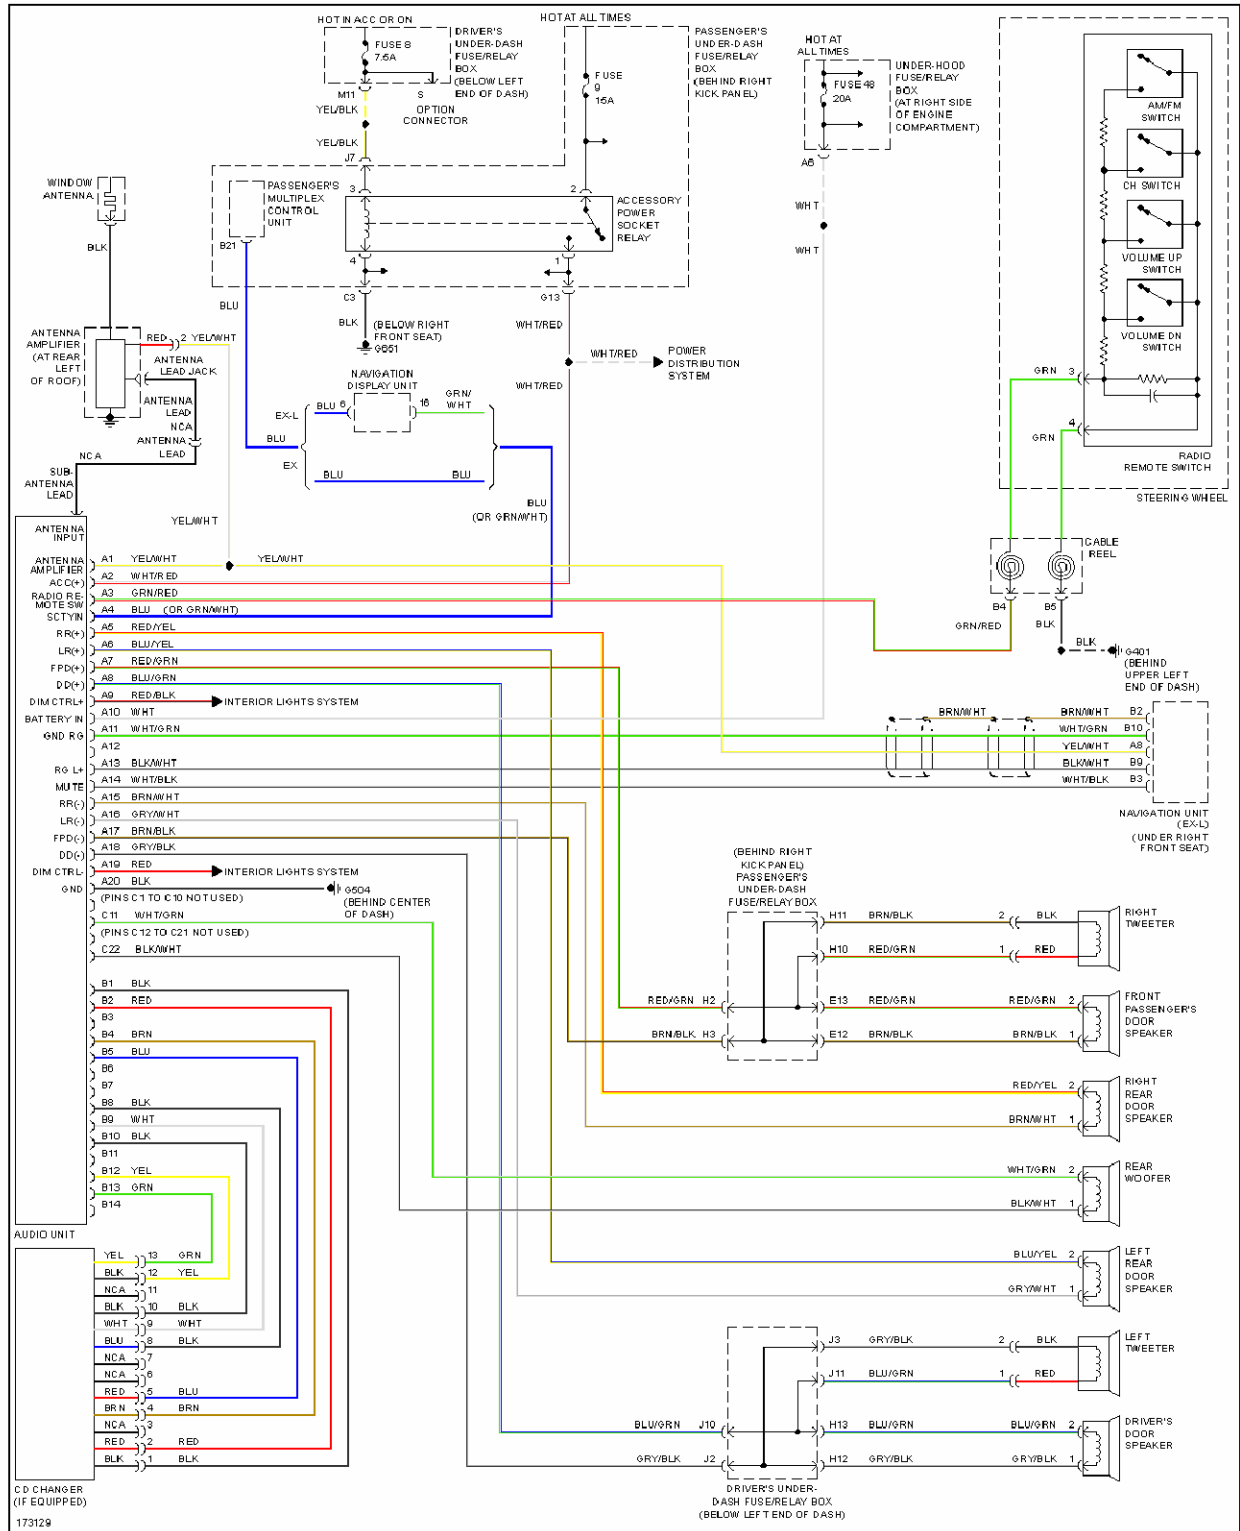 HOT IN ACC OR ON
FUSE 8
7.5A
DRIVER'S
UNDER-DASH
FUSE/RELAY
BOX
(BELOW LEFT
END OF DASH)
M11
S
OPTION
CONNECTOR
YEL/BLK
YEL/BLK
J7
HOT AT ALL TIMES
FUSE
9
15A
PASSENGER'S
UNDER-DASH
FUSE/RELAY
BOX
(BEHIND RIGHT
KICK PANEL)
HOT AT
ALL TIMES
FUSE 48
20A
UNDER-HOOD
FUSE/RELAY
BOX
(AT RIGHT SIDE
OF ENGINE
COMPARTMENT)
A6
WHT
WHT
AM/FM
SWITCH
CH SWITCH
VOLUME UP
SWITCH
VOLUME DN
SWITCH
GRN 3
GRN 4
RADIO
REMOTE SWITCH
STEERING WHEEL
WINDOW
ANTENNA
BLK
PASSENGER'S
MULTIPLEX
CONTROL
UNIT
B21
BLU
3
2
4
1
ACCESSORY
POWER
SOCKET
RELAY
C3
G13
BLK
(BELOW RIGHT
FRONT SEAT)
G651
WHT/RED
WHT/RED
WHT/RED
POWER
DISTRIBUTION
SYSTEM
ANTENNA
AMPLIFIER
(AT REAR
LEFT
OF ROOF)
RED 2 YEL/WHT
ANTENNA
LEAD JACK
ANTENNA
LEAD
NCA
ANTENNA
LEAD
NCA
SUB-
ANTENNA
LEAD
YEL/WHT
NAVIGATION
DISPLAY UNIT
EX-L
BLU 6
16
GRN/
WHT
BLU
EX
BLU
BLU
BLU
(OR GRN/WHT)
CABLE
REEL
B4
B5
GRN/RED
BLK
BLK
G401
(BEHIND
UPPER LEFT
END OF DASH)
ANTENNA
INPUT
ANTENNA
AMPLIFIER
A1 YEL/WHT
YEL/WHT
ACC(+) A2 WHT/RED
RADIO RE-
MOTE SW
A3 GRN/RED
SCTYIN A4 BLU (OR GRN/WHT)
RR(+) A5 RED/YEL
LR(+) A6 BLU/YEL
FPD(+) A7 RED/GRN
DD(+) A8 BLU/GRN
DIM CTRL+ A9 RED/BLK INTERIOR LIGHTS SYSTEM
BATTERY IN A10 WHT
GND RG A11 WHT/GRN
A12
RG L+ A13 BLK/WHT
MUTE A14 WHT/BLK
RR(-) A15 BRN/WHT
LR(-) A16 GRY/WHT
FPD(-) A17 BRN/BLK
DD(-) A18 GRY/BLK
DIM CTRL- A19 RED INTERIOR LIGHTS SYSTEM
GND A20 BLK
G504
(BEHIND CENTER
OF DASH)
(PINS C1 TO C10 NOT USED)
C11 WHT/GRN
(PINS C12 TO C21 NOT USED)
C22 BLK/WHT
B1 BLK
B2 RED
B3
B4 BRN
B5 BLU
B6
B7
B8 BLK
B9 WHT
B10 BLK
B11
B12 YEL
B13 GRN
B14
AUDIO UNIT
BRN/WHT BRN/WHT B2
WHT/GRN B10
YEL/WHT A8
BLK/WHT B9
WHT/BLK B3
NAVIGATION UNIT
(EX-L)
(UNDER RIGHT
FRONT SEAT)
(BEHIND RIGHT
KICK PANEL)
PASSENGER'S
UNDER-DASH
FUSE/RELAY BOX
H11 BRN/BLK 2 BLK
H10 RED/GRN 1 RED
RIGHT
TWEETER
RED/GRN H2
E13 RED/GRN RED/GRN 2
BRN/BLK H3
E12 BRN/BLK BRN/BLK 1
FRONT
PASSENGER'S
DOOR
SPEAKER
RED/YEL 2
BRN/WHT 1
RIGHT
REAR
DOOR
SPEAKER
WHT/GRN 2
BLK/WHT 1
REAR
WOOFER
BLU/YEL 2
GRY/WHT 1
LEFT
REAR
DOOR
SPEAKER
J3 GRY/BLK 2 BLK
J11 BLU/GRN 1 RED
LEFT
TWEETER
BLU/GRN J10
H13 BLU/GRN BLU/GRN 2
GRY/BLK J2
H12 GRY/BLK GRY/BLK 1
DRIVER'S
DOOR
SPEAKER
DRIVER'S UNDER-
DASH FUSE/RELAY BOX
(BELOW LEFT END OF DASH)
YEL 13 GRN
BLK 12 YEL
NCA 11
BLK 10 BLK
WHT 9 WHT
BLU 8 BLK
NCA 7
NCA 6
RED 5 BLU
BRN 4 BRN
NCA 3
RED 2 RED
BLK 1 BLK
CD CHANGER
(IF EQUIPPED)
173129